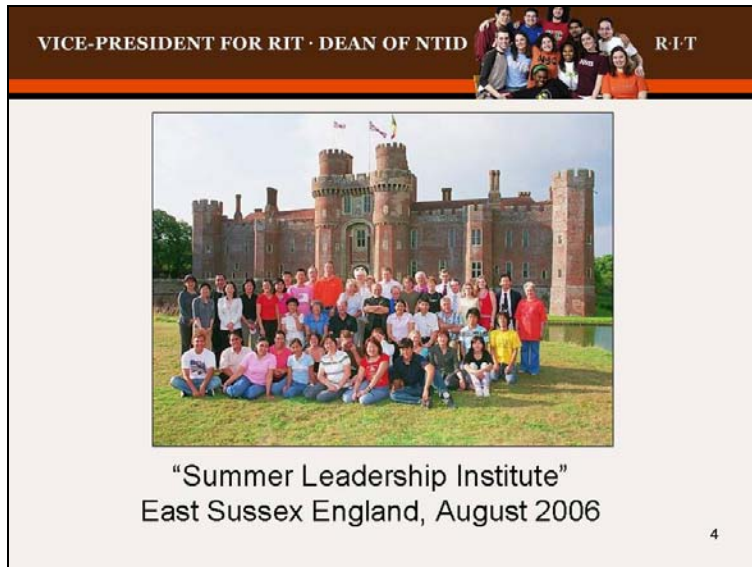 VICE-PRESIDENT FOR RIT · DEAN OF NTID
R·I·T
“Summer Leadership Institute”
East Sussex England, August 2006
4